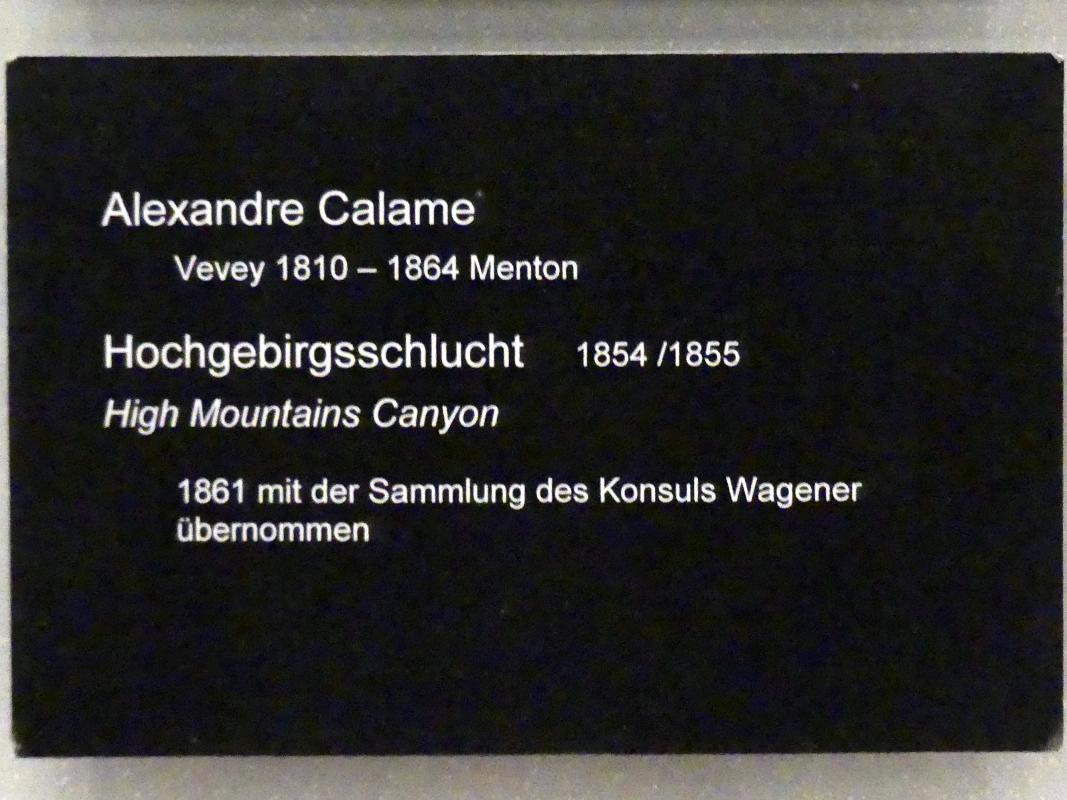 Alexandre Calame
Vevey 1810 – 1864 Menton
Hochgebirgsschlucht 1854 /1855
High Mountains Canyon
1861 mit der Sammlung des Konsuls Wagener
übernommen